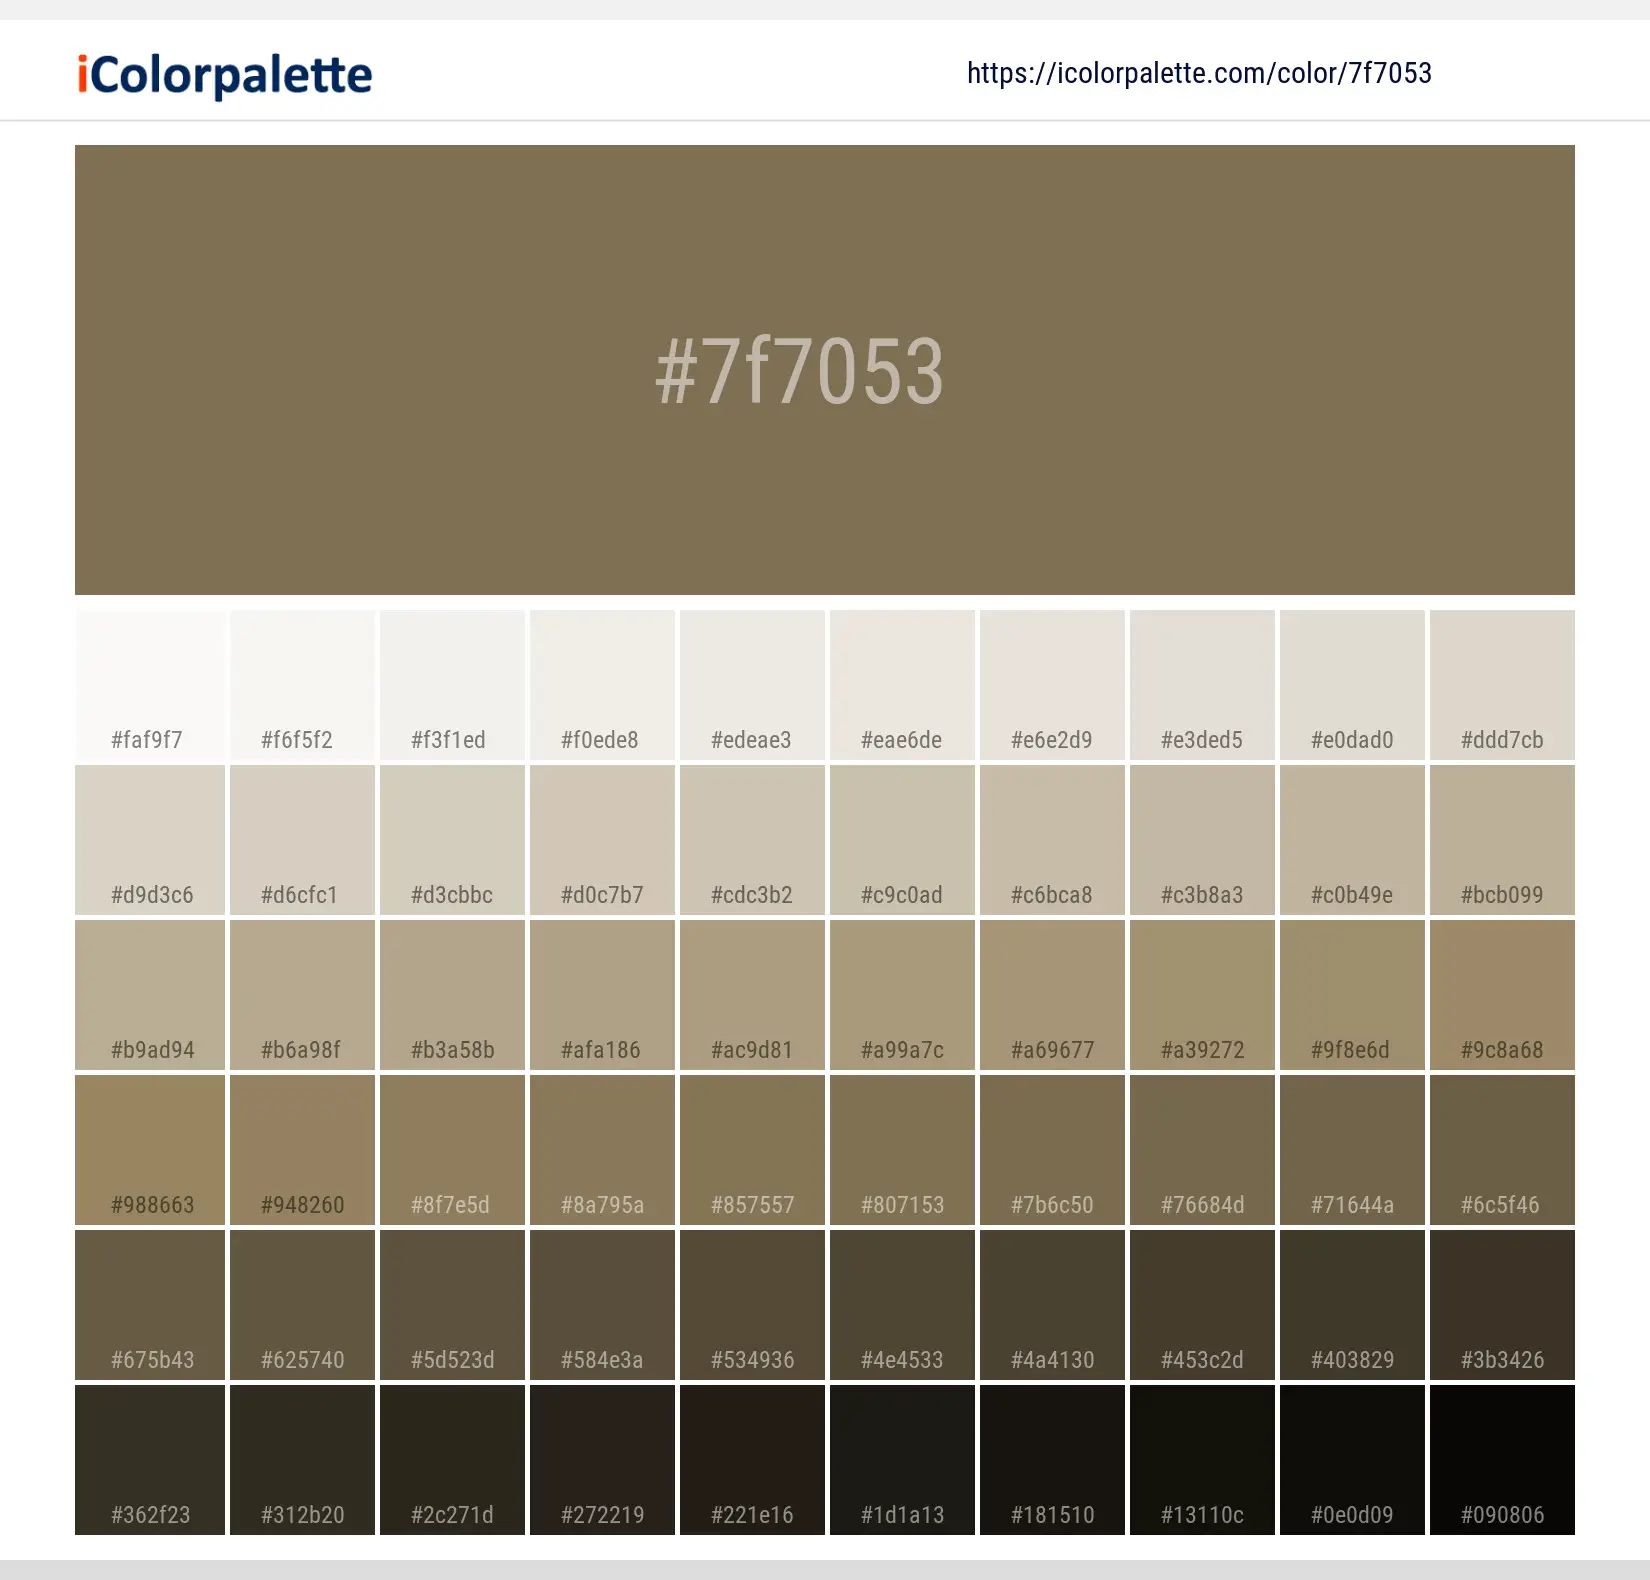 iColorpalette
https://icolorpalette.com/color/7f7053
#7f7053
#faf9f7 #f6f5f2 #f3f1ed #f0ede8 #edeae3 #eae6de #e6e2d9 #e3ded5 #e0dad0 #ddd7cb
#d9d3c6 #d6cfc1 #d3cbbc #d0c7b7 #cdc3b2 #c9c0ad #c6bca8 #c3b8a3 #c0b49e #bcb099
#b9ad94 #b6a98f #b3a58b #afa186 #ac9d81 #a99a7c #a69677 #a39272 #9f8e6d #9c8a68
#988663 #948260 #8f7e5d #8a795a #857557 #807153 #7b6c50 #76684d #71644a #6c5f46
#675b43 #625740 #5d523d #584e3a #534936 #4e4533 #4a4130 #453c2d #403829 #3b3426
#362f23 #312b20 #2c271d #272219 #221e16 #1d1a13 #181510 #13110c #0e0d09 #090806